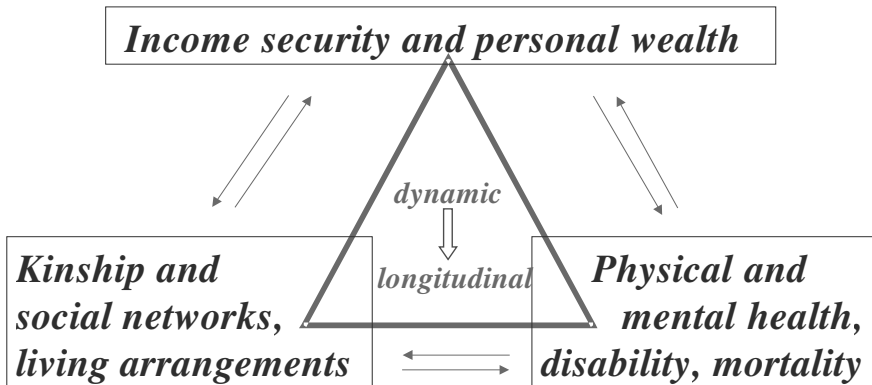 Income security and personal wealth
dynamic
longitudinal
Kinship and
social networks,
living arrangements
Physical and
mental health,
disability, mortality